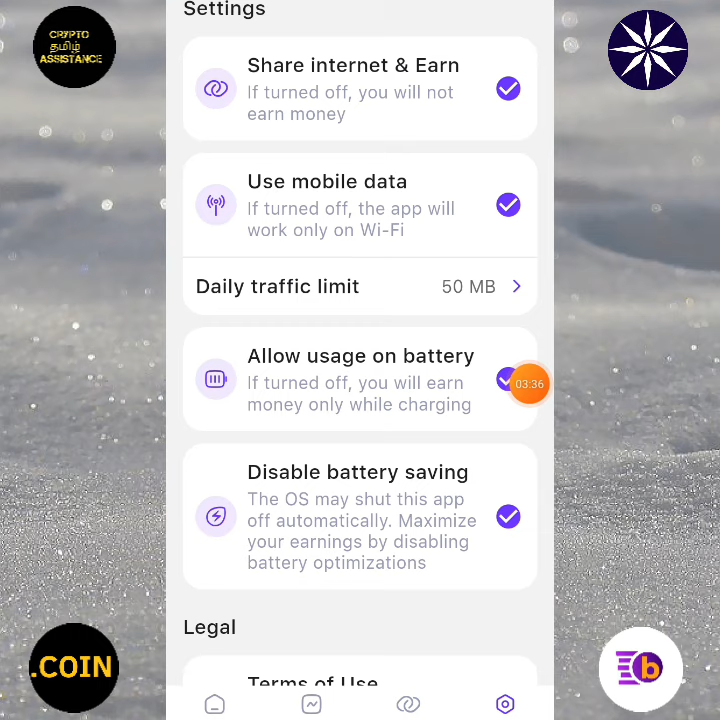 CRYPTO
தமிழ்
ASSISTANCE
Settings
Share internet & Earn
If turned off, you will not
earn money
Use mobile data
If turned off, the app will
work only on Wi-Fi
Daily traffic limit
50 MB
Allow usage on battery
If turned off, you will earn
money only while charging
03:36
Disable battery saving
The OS may shut this app
off automatically. Maximize
your earnings by disabling
battery optimizations
Legal
Terms of Use
.COIN
b